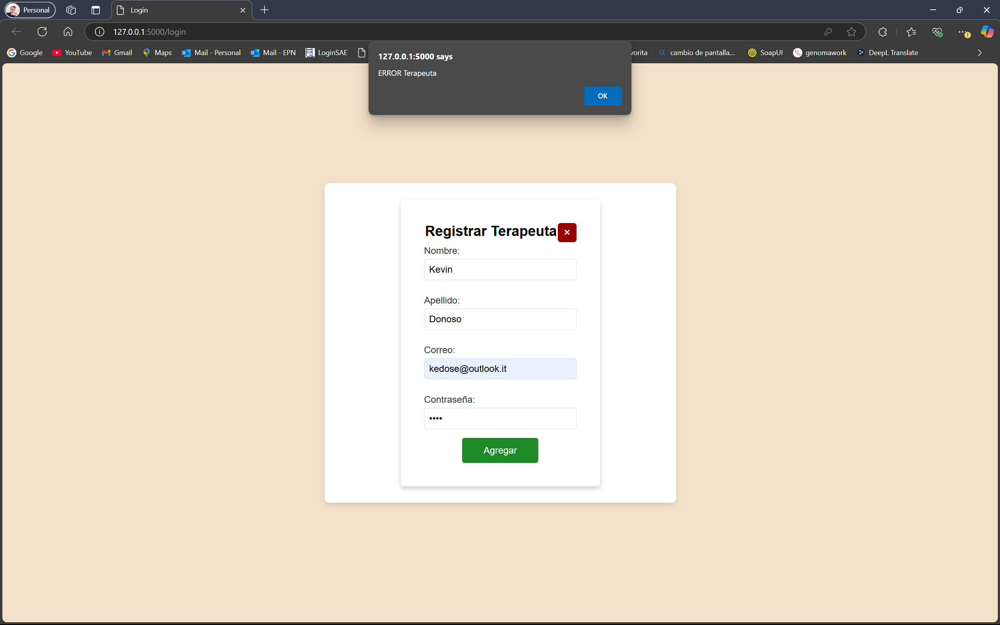 Personal
Login
127.0.0.1:5000/login
Google YouTube Gmail Maps Mail - Personal Mail - EPN LoginSAE vorita cambio de pantalla... SoapUI genomawork DeepL Translate
127.0.0.1:5000 says
ERROR Terapeuta
OK
Registrar Terapeuta ×
Nombre:
Kevin
Apellido:
Donoso
Correo:
kedose@outlook.it
Contraseña:
••••
Agregar